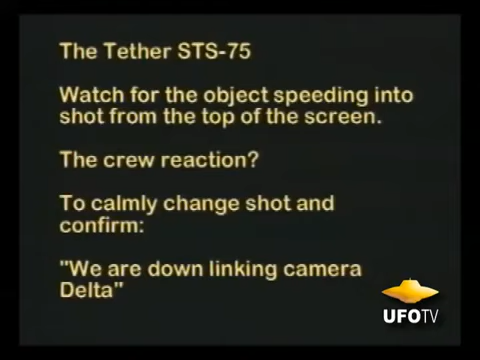 The Tether STS-75
Watch for the object speeding into
shot from the top of the screen.
The crew reaction?
To calmly change shot and
confirm:
"We are down linking camera
Delta"
UFOTV